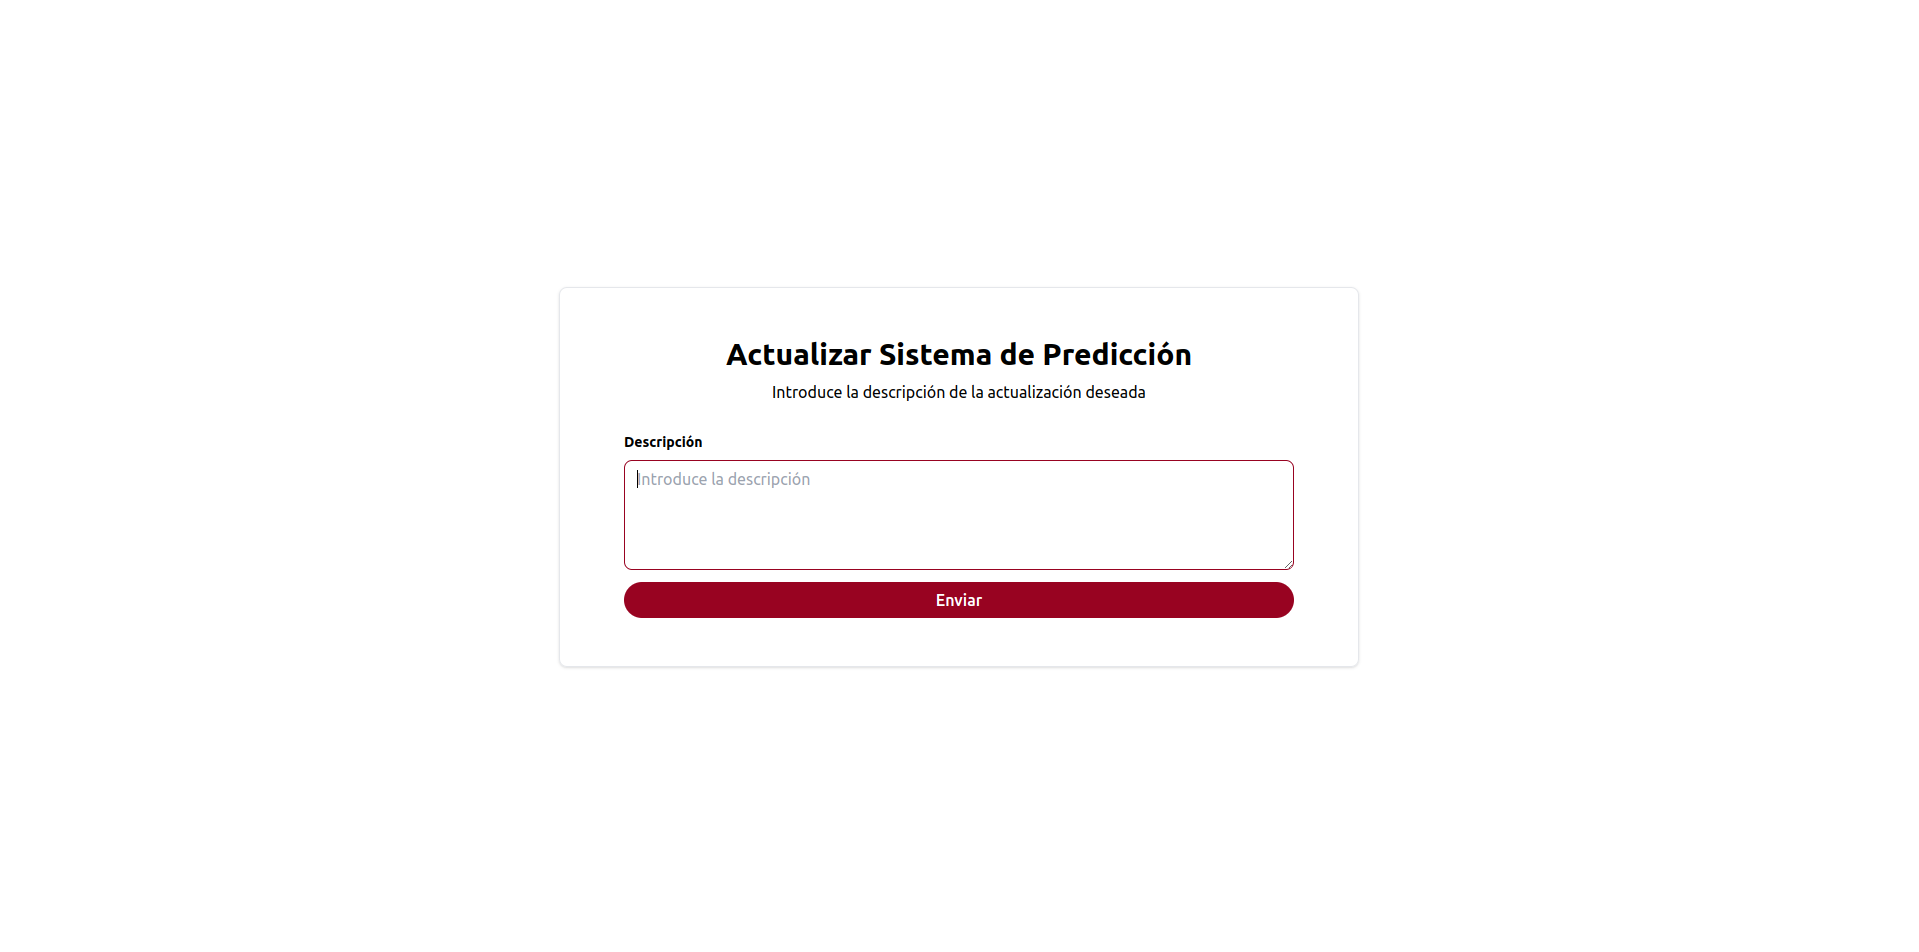 Actualizar Sistema de Predicción
Introduce la descripción de la actualización deseada
Descripción
Introduce la descripción
Enviar